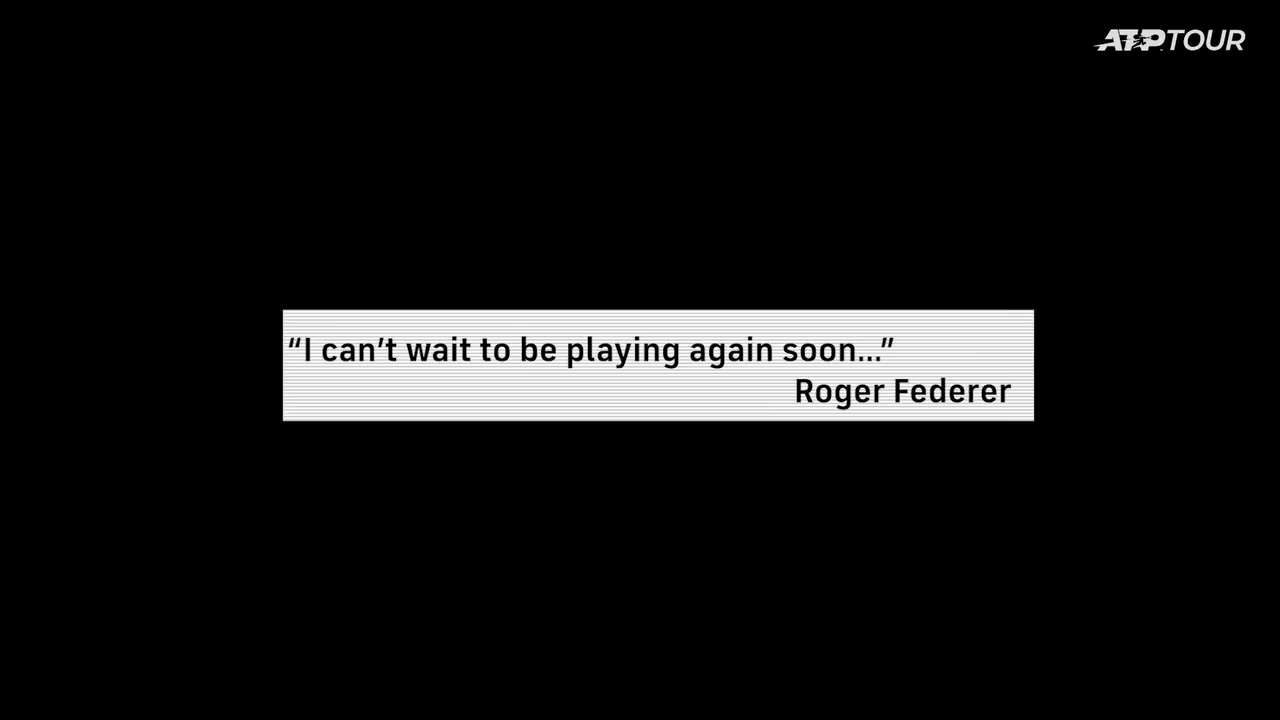 ATPTOUR
“I can’t wait to be playing again soon...”
Roger Federer